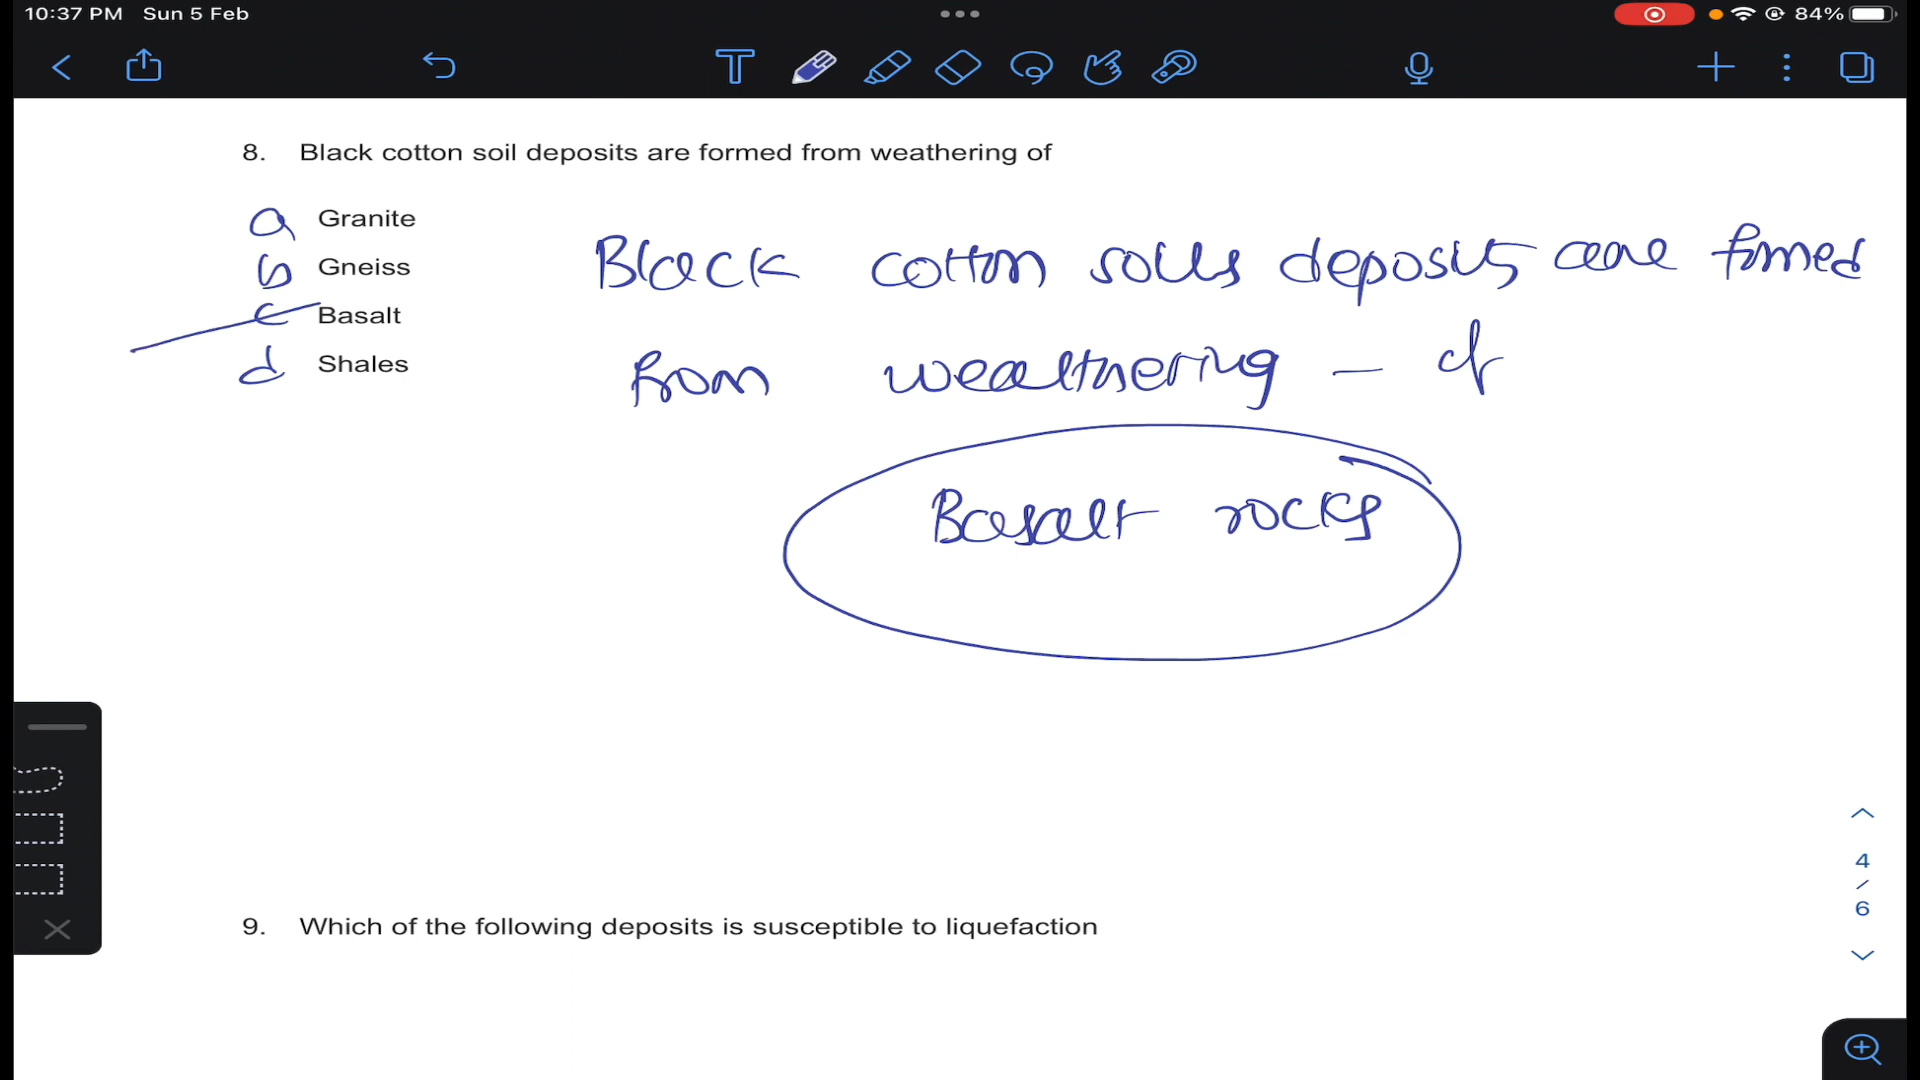 10:37 PM Sun 5 Feb
84%
8. Black cotton soil deposits are formed from weathering of
a Granite
b Gneiss
c Basalt
d Shales
Black cotton soils deposits are formed
from weathering - of
Basalt rocks
4
/
6
9. Which of the following deposits is susceptible to liquefaction